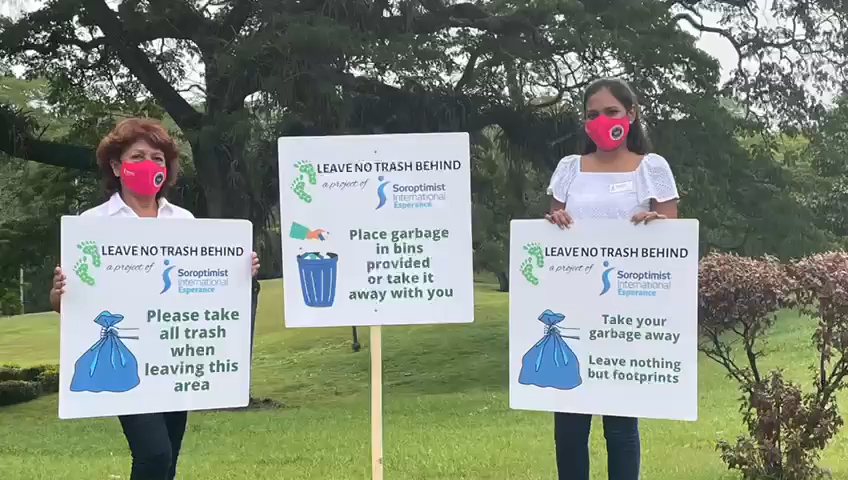 LEAVE NO TRASH BEHIND
a project of
Soroptimist
International
Esperance
Please take
all trash
when
leaving this
area
LEAVE NO TRASH BEHIND
a project of
Soroptimist
International
Esperance
Place garbage
in bins
provided
or take it
away with you
LEAVE NO TRASH BEHIND
a project of
Soroptimist
International
Esperance
Take your
garbage away
Leave nothing
but footprints